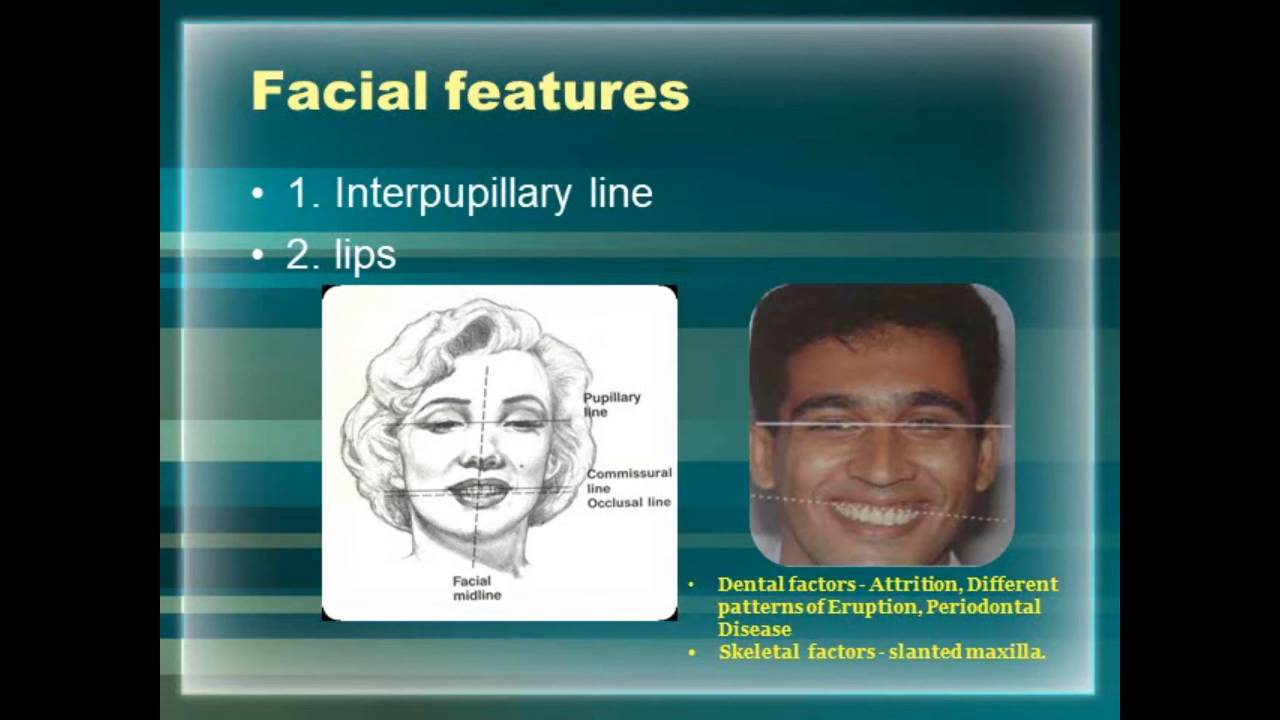 Facial features
• 1. Interpupillary line
• 2. lips
Pupillary
line
Commissural
line
Occlusal line
Facial
midline
• Dental factors - Attrition, Different
patterns of Eruption, Periodontal
Disease
• Skeletal factors - slanted maxilla.